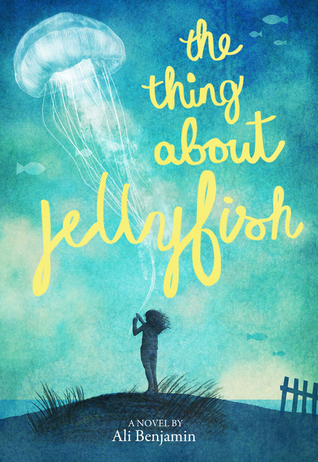 the
thing
about
jellyfish
A NOVEL BY
Ali Benjamin